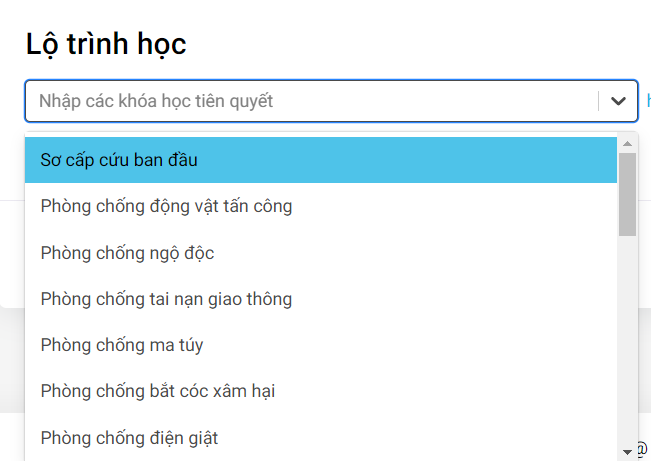 Lộ trình học
Nhập các khóa học tiên quyết
Sơ cấp cứu ban đầu
Phòng chống động vật tấn công
Phòng chống ngộ độc
Phòng chống tai nạn giao thông
Phòng chống ma túy
Phòng chống bắt cóc xâm hại
Phòng chống điện giật
@